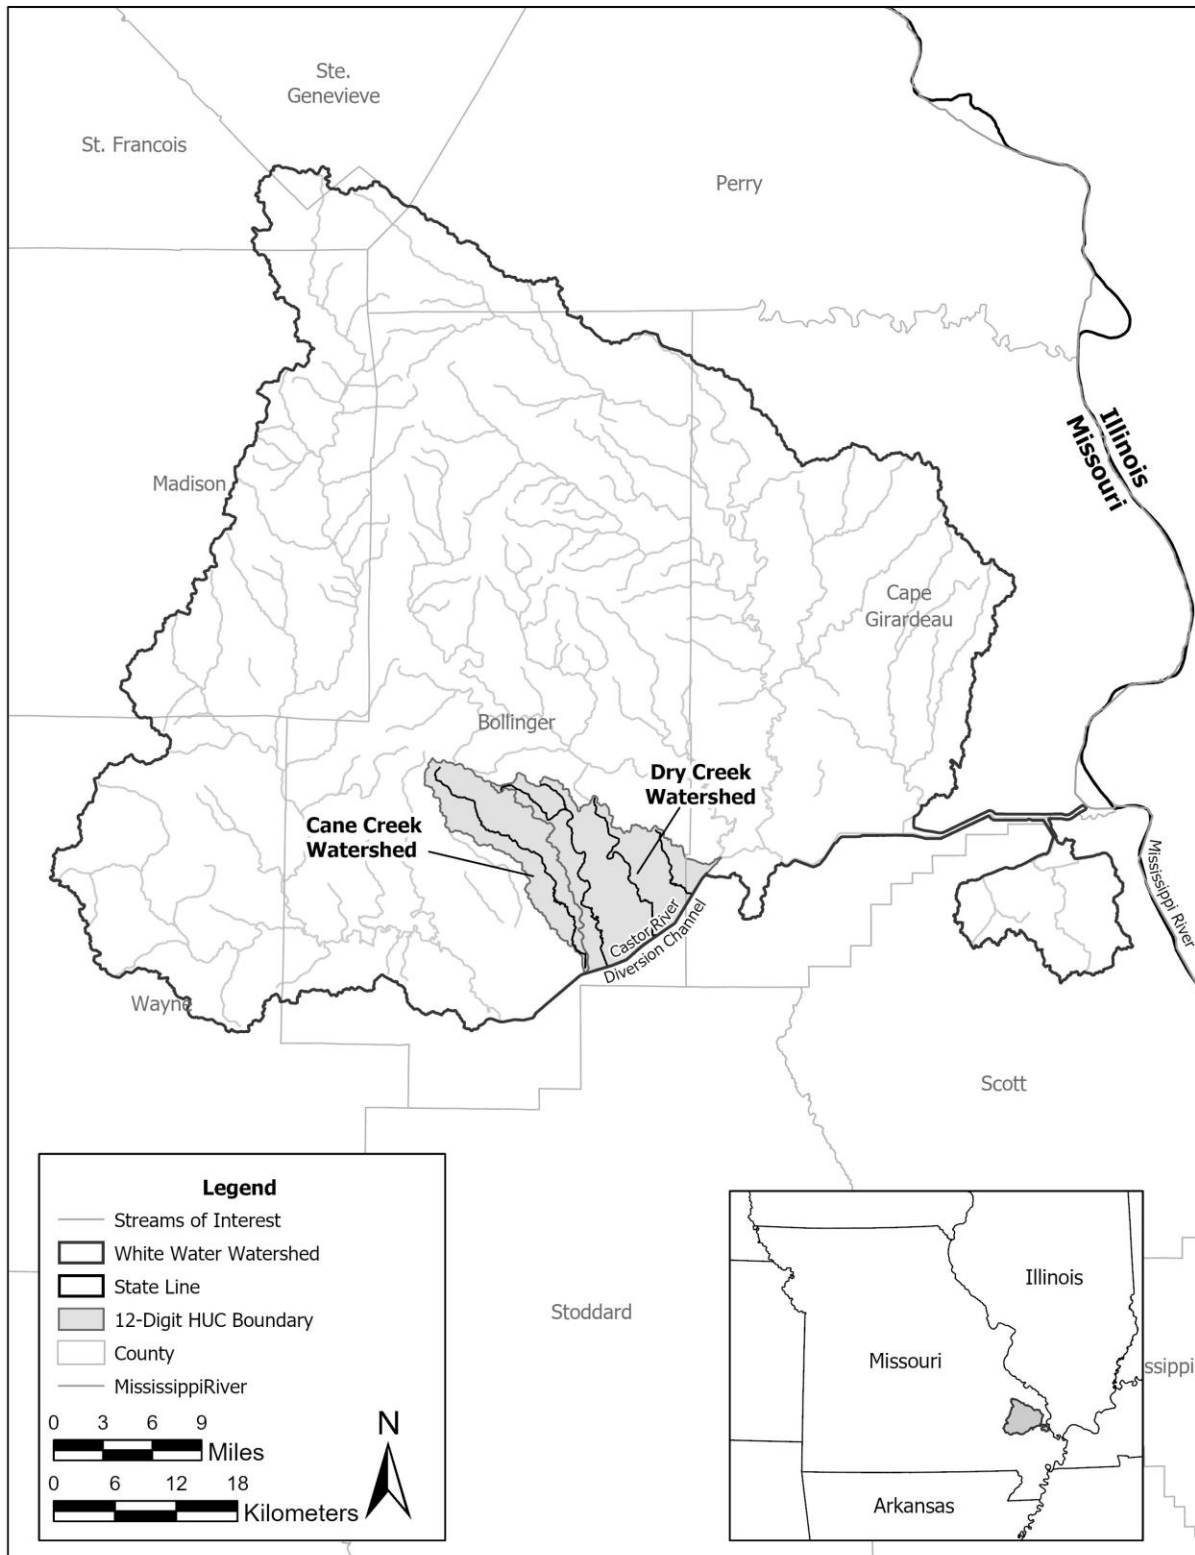 Ste.
Genevieve
St. Francois
Perry
Illinois
Missouri
Madison
Cape
Girardeau
Bollinger
Dry Creek
Watershed
Cane Creek
Watershed
Castor River
Diversion Channel
Mississippi River
Wayne
Scott
Stoddard
Legend
Streams of Interest
White Water Watershed
State Line
12-Digit HUC Boundary
County
MississippiRiver
0 3 6 9
Miles
0 6 12 18
Kilometers
N
Illinois
Missouri
Arkansas
ssippi